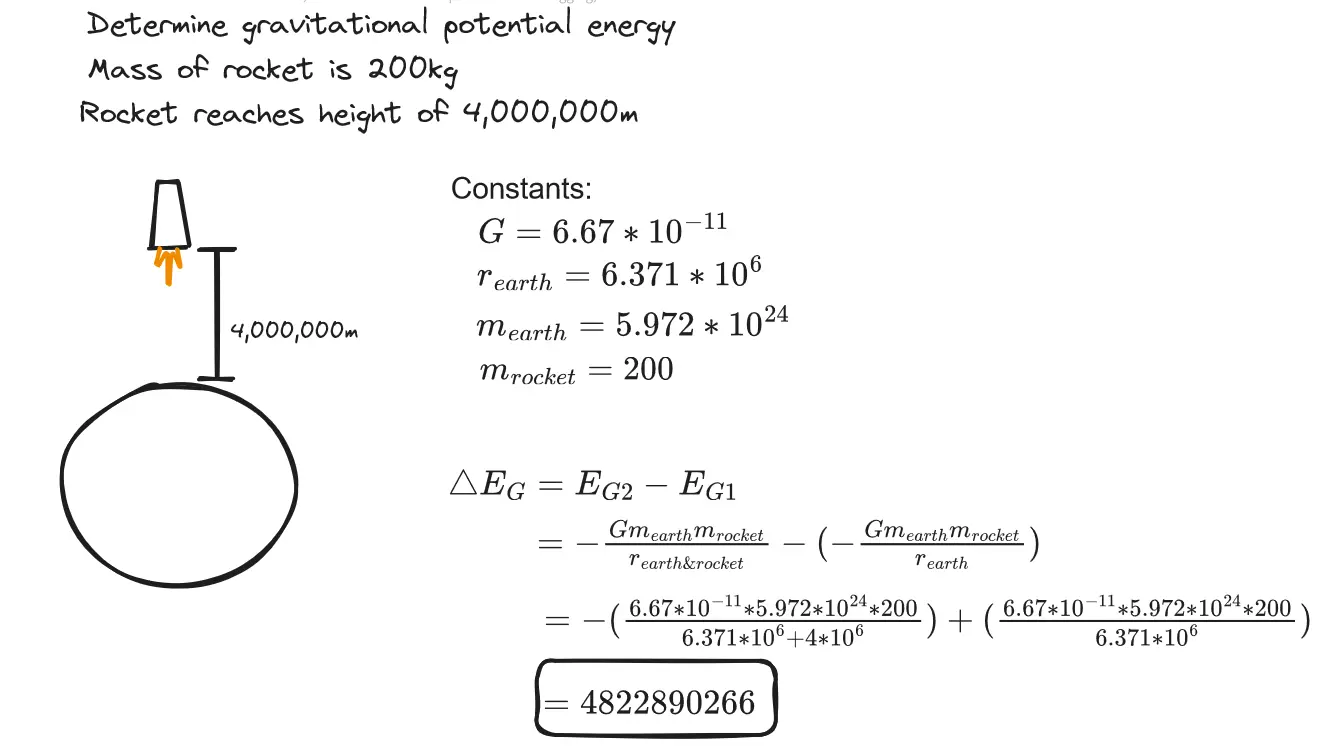 Determine gravitational potential energy
Mass of rocket is 200kg
Rocket reaches height of 4,000,000m
Constants:
G = 6.67 * 10^{-11}
r_{earth} = 6.371 * 10^{6}
4,000,000m
m_{earth} = 5.972 * 10^{24}
m_{rocket} = 200
△E_{G} = E_{G2} − E_{G1}
= −\frac{Gm_{earth}m_{rocket}}{r_{earth\&rocket}} − (−\frac{Gm_{earth}m_{rocket}}{r_{earth}})
= −(\frac{6.67*10^{-11}*5.972*10^{24}*200}{6.371*10^{6}+4*10^{6}}) + (\frac{6.67*10^{-11}*5.972*10^{24}*200}{6.371*10^{6}})
= 4822890266